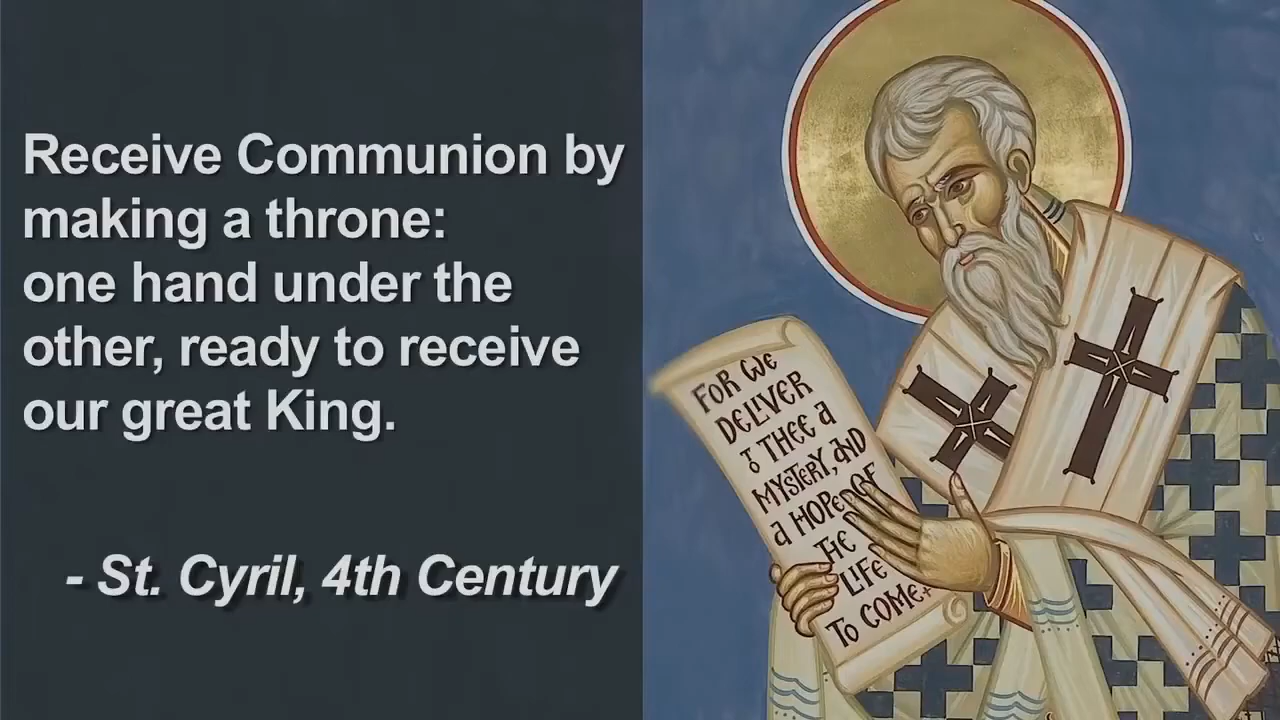 Receive Communion by
making a throne:
one hand under the
other, ready to receive
our great King.
- St. Cyril, 4th Century
FOR WE
DELIVER
T THEE A
MYSTERY, AND
A HOPE OF
THE
LIFE
TO COME+